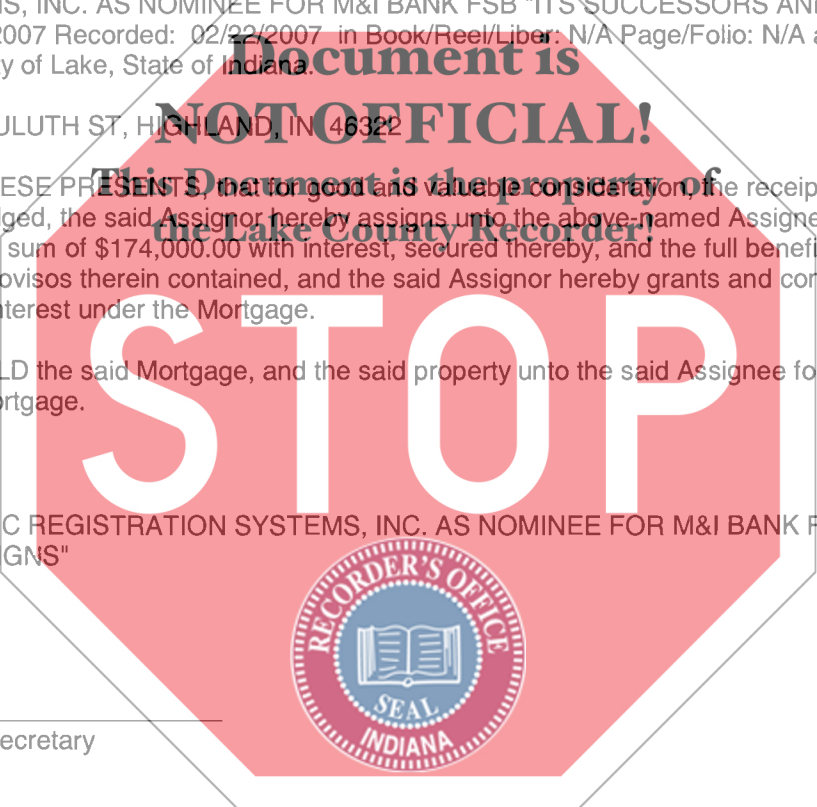 MS, INC. AS NOMINEE FOR M&I BANK FSB "ITS SUCCESSORS AN
2007 Recorded: 02/22/2007 in Book/Reel/Liber: N/A Page/Folio: N/A a
y of Lake, State of Indiana.
Document is
NOT OFFICIAL!
ULUTH ST, HIGHLAND, IN 46322
This Document is the property of
the Lake County Recorder!
ESE PRESENTS, that for good and valuable consideration, the receip
ged, the said Assignor hereby assigns unto the above-named Assigne
sum of $174,000.00 with interest, secured thereby, and the full benefi
ovisos therein contained, and the said Assignor hereby grants and con
nterest under the Mortgage.
STOP
LD the said Mortgage, and the said property unto the said Assignee fo
ortgage.
C REGISTRATION SYSTEMS, INC. AS NOMINEE FOR M&I BANK F
GNS"
RECORDER'S OFFICE
SEAL
INDIANA
ecretary